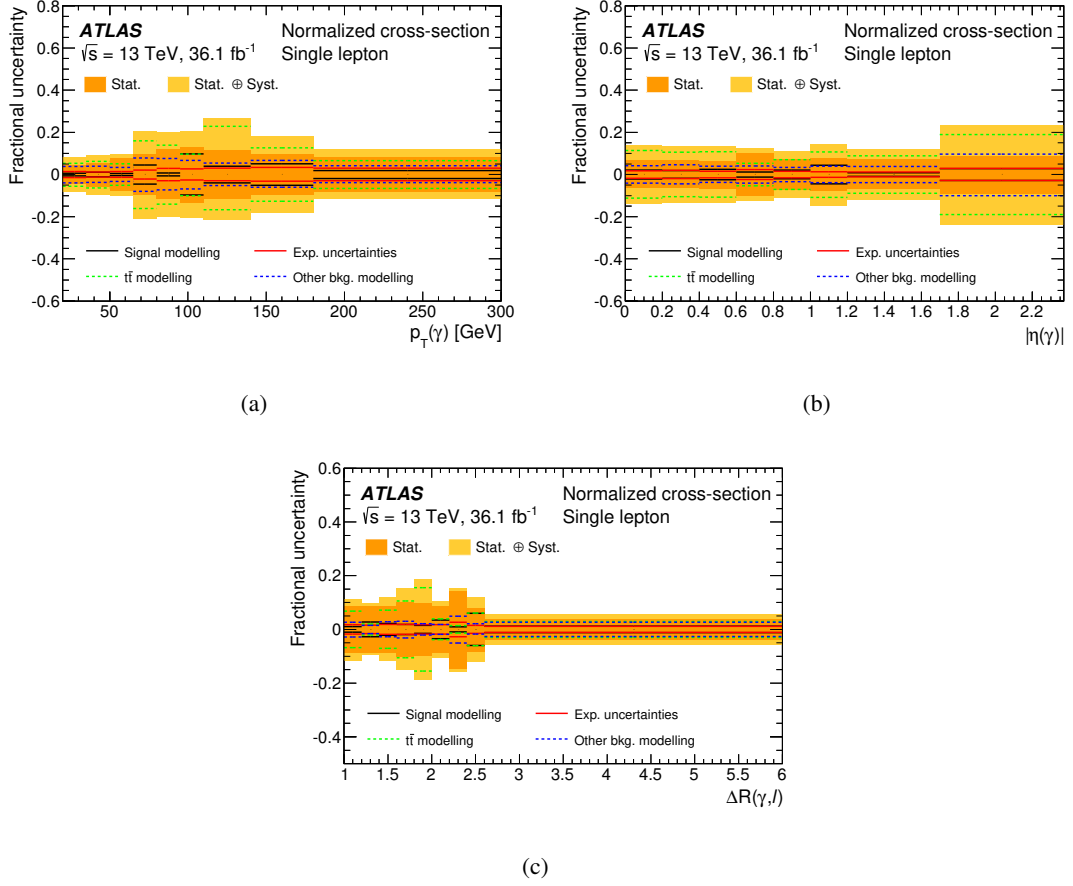 ATLAS
√s = 13 TeV, 36.1 fb⁻¹
Normalized cross-section
Single lepton
Stat. Stat. ⊕ Syst.
Fractional uncertainty
0.8
0.6
0.4
0.2
0
−0.2
−0.4
−0.6
Signal modelling Exp. uncertainties
tt̄ modelling Other bkg. modelling
50 100 150 200 250 300
p_T(γ) [GeV]
(a)
ATLAS
√s = 13 TeV, 36.1 fb⁻¹
Normalized cross-section
Single lepton
Stat. Stat. ⊕ Syst.
Fractional uncertainty
0.8
0.6
0.4
0.2
0
−0.2
−0.4
−0.6
Signal modelling Exp. uncertainties
tt̄ modelling Other bkg. modelling
0 0.2 0.4 0.6 0.8 1 1.2 1.4 1.6 1.8 2 2.2
|η(γ)|
(b)
ATLAS
√s = 13 TeV, 36.1 fb⁻¹
Normalized cross-section
Single lepton
Stat. Stat. ⊕ Syst.
Fractional uncertainty
0.6
0.4
0.2
0
−0.2
−0.4
Signal modelling Exp. uncertainties
tt̄ modelling Other bkg. modelling
1 1.5 2 2.5 3 3.5 4 4.5 5 5.5 6
ΔR(γ,l)
(c)